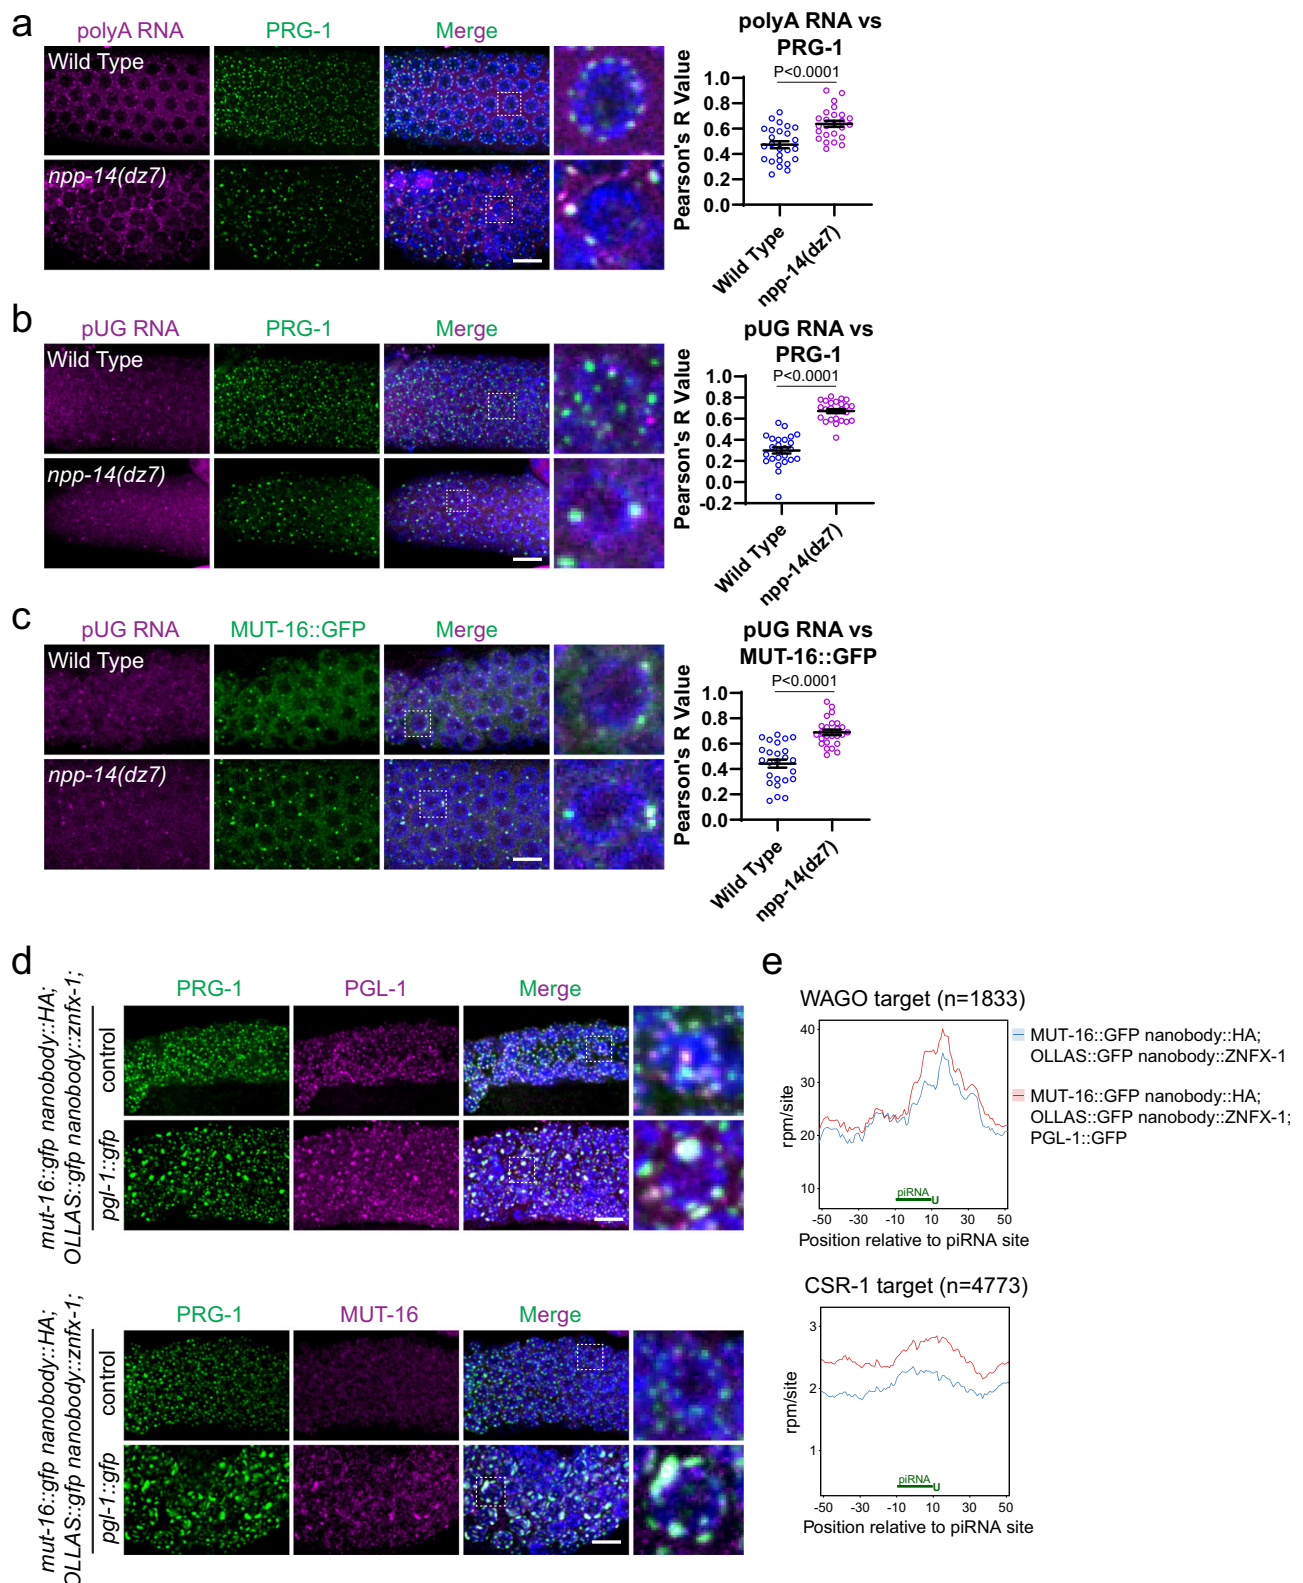 a
polyA RNA
PRG-1
Merge
Wild Type
npp-14(dz7)
polyA RNA vs
PRG-1
P<0.0001
Pearson's R Value
1.0
0.8
0.6
0.4
0.2
0.0
Wild Type
npp-14(dz7)
b
pUG RNA
PRG-1
Merge
Wild Type
npp-14(dz7)
pUG RNA vs
PRG-1
P<0.0001
Pearson's R Value
1.0
0.8
0.6
0.4
0.2
0.0
-0.2
Wild Type
npp-14(dz7)
c
pUG RNA
MUT-16::GFP
Merge
Wild Type
npp-14(dz7)
pUG RNA vs
MUT-16::GFP
P<0.0001
Pearson's R Value
1.0
0.8
0.6
0.4
0.2
0.0
Wild Type
npp-14(dz7)
d
mut-16::gfp nanobody::HA;
OLLAS::gfp nanobody::znfx-1;
control
pgl-1::gfp
PRG-1
PGL-1
Merge
mut-16::gfp nanobody::HA;
OLLAS::gfp nanobody::znfx-1;
control
pgl-1::gfp
PRG-1
MUT-16
Merge
e
WAGO target (n=1833)
rpm/site
40
30
20
10
piRNA
U
-50
-30
-10
10
30
50
Position relative to piRNA site
MUT-16::GFP nanobody::HA;
OLLAS::GFP nanobody::ZNFX-1
MUT-16::GFP nanobody::HA;
OLLAS::GFP nanobody::ZNFX-1;
PGL-1::GFP
CSR-1 target (n=4773)
rpm/site
3
2
1
piRNA
U
-50
-30
-10
10
30
50
Position relative to piRNA site